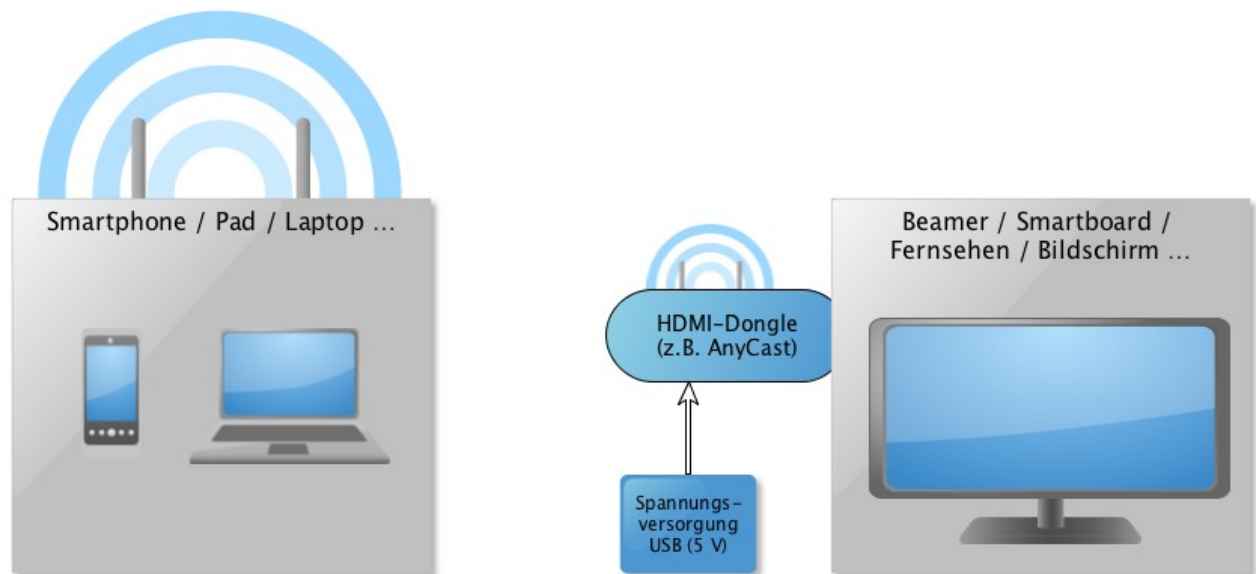 Smartphone / Pad / Laptop ...
Beamer / Smartboard /
Fernsehen / Bildschirm ...
HDMI-Dongle
(z.B. AnyCast)
Spannungs-
versorgung
USB (5 V)